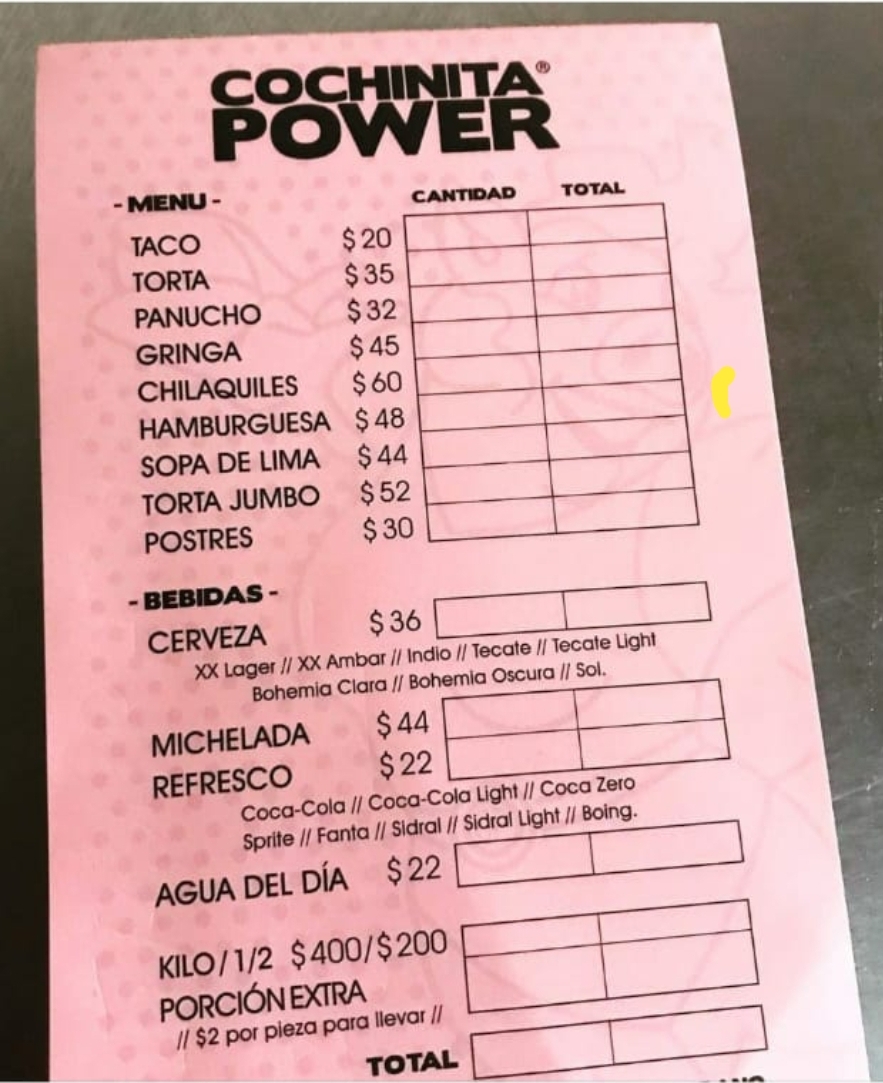 COCHINITA®
POWER
- MENU - CANTIDAD TOTAL
TACO $20
TORTA $35
PANUCHO $32
GRINGA $45
CHILAQUILES $60
HAMBURGUESA $48
SOPA DE LIMA $44
TORTA JUMBO $52
POSTRES $30
- BEBIDAS -
CERVEZA $36
XX Lager // XX Ambar // Indio // Tecate // Tecate Light
Bohemia Clara // Bohemia Oscura // Sol.
MICHELADA $44
REFRESCO $22
Coca-Cola // Coca-Cola Light // Coca Zero
Sprite // Fanta // Sidral // Sidral Light // Boing.
AGUA DEL DÍA $22
KILO/1/2 $400/$200
PORCIÓN EXTRA
// $2 por pieza para llevar //
TOTAL